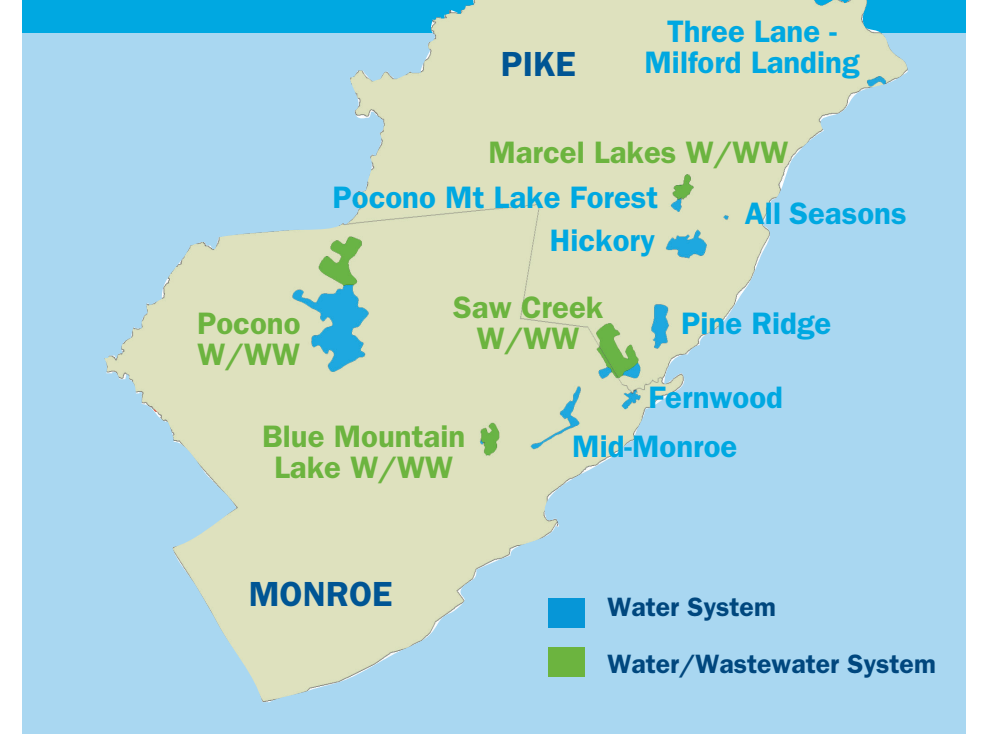 Three Lane -
Milford Landing
PIKE
Marcel Lakes W/WW
Pocono Mt Lake Forest
All Seasons
Hickory
Saw Creek
W/WW
Pocono
W/WW
Pine Ridge
Fernwood
Blue Mountain
Lake W/WW
Mid-Monroe
MONROE
Water System
Water/Wastewater System